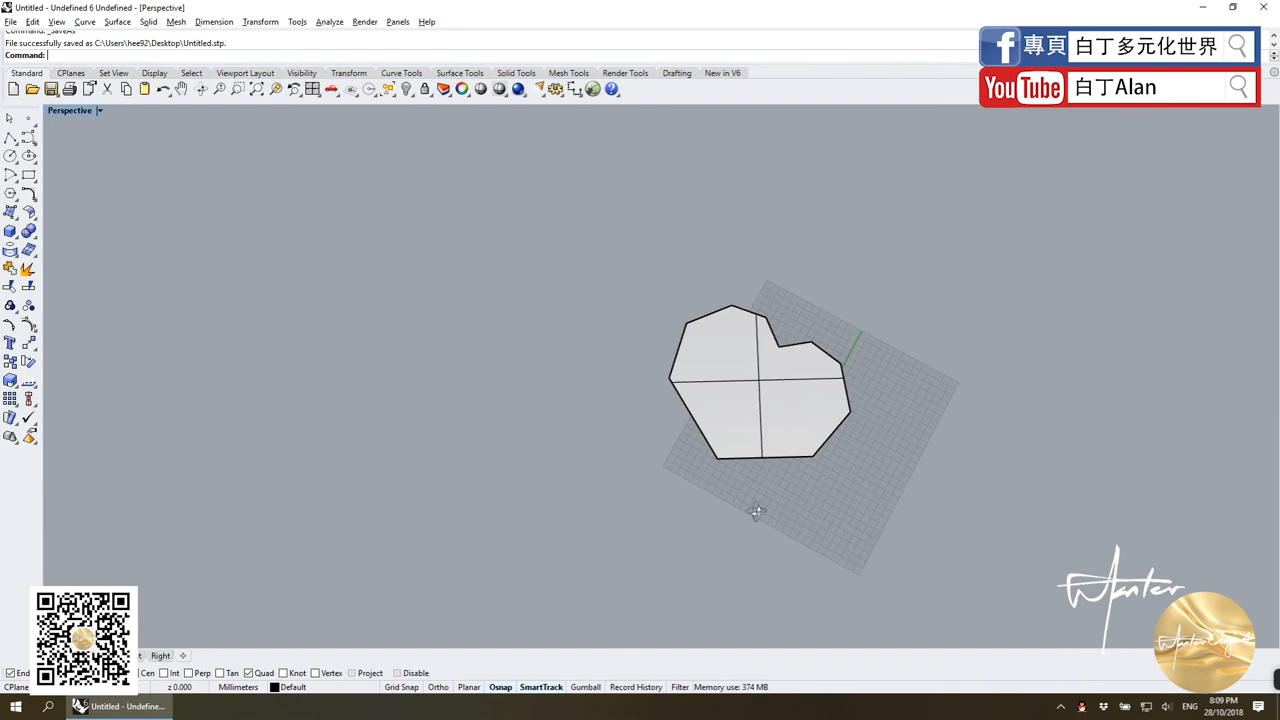 Untitled - Undefined 6 Undefined - [Perspective]
File Edit View Curve Surface Solid Mesh Dimension Transform Tools Analyze Render Panels Help
Command: _SaveAs
File successfully saved as C:\Users\hee92\Desktop\Untitled.stp.
Command:
專頁 白丁多元化世界
YouTube 白丁Alan
Standard CPlanes Set View Display Select Viewport Layout Visibility Transform Curve Tools Surface Tools Solid Tools Mesh Tools Render Tools Drafting New in V6
Perspective
Wanter
Right
End Cen Int Perp Tan Quad Knot Vertex Project Disable
CPlane z 0.000 Millimeters Default Grid Snap Ortho Planar Osnap SmartTrack Gumball Record History Filter Memory use: 374 MB
Untitled - Undefine...
ENG
8:09 PM
28/10/2018